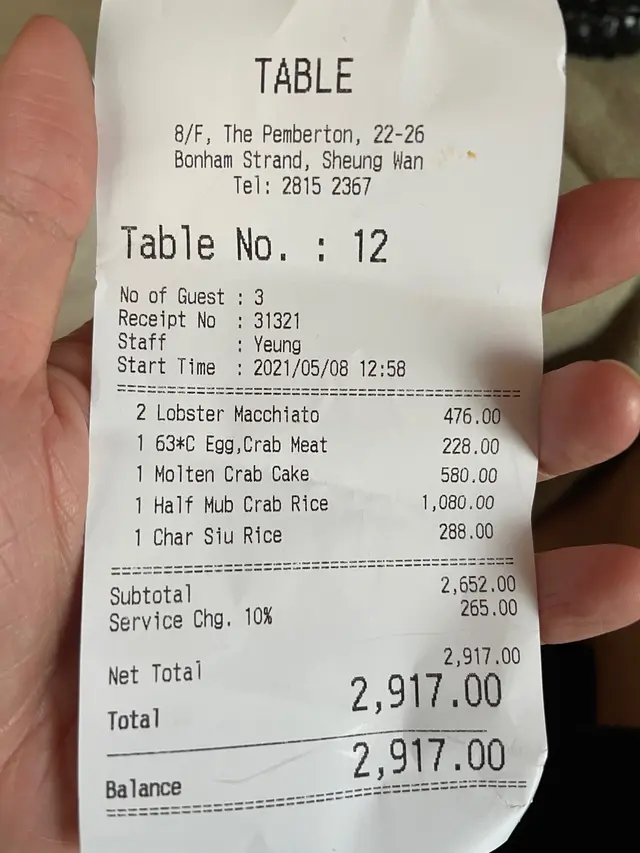 TABLE
8/F, The Pemberton, 22-26
Bonham Strand, Sheung Wan
Tel: 2815 2367
Table No. : 12
No of Guest : 3
Receipt No : 31321
Staff : Yeung
Start Time : 2021/05/08 12:58
2 Lobster Macchiato 476.00
1 63*C Egg,Crab Meat 228.00
1 Molten Crab Cake 580.00
1 Half Mub Crab Rice 1,080.00
1 Char Siu Rice 288.00
Subtotal 2,652.00
Service Chg. 10% 265.00
Net Total 2,917.00
Total 2,917.00
Balance 2,917.00